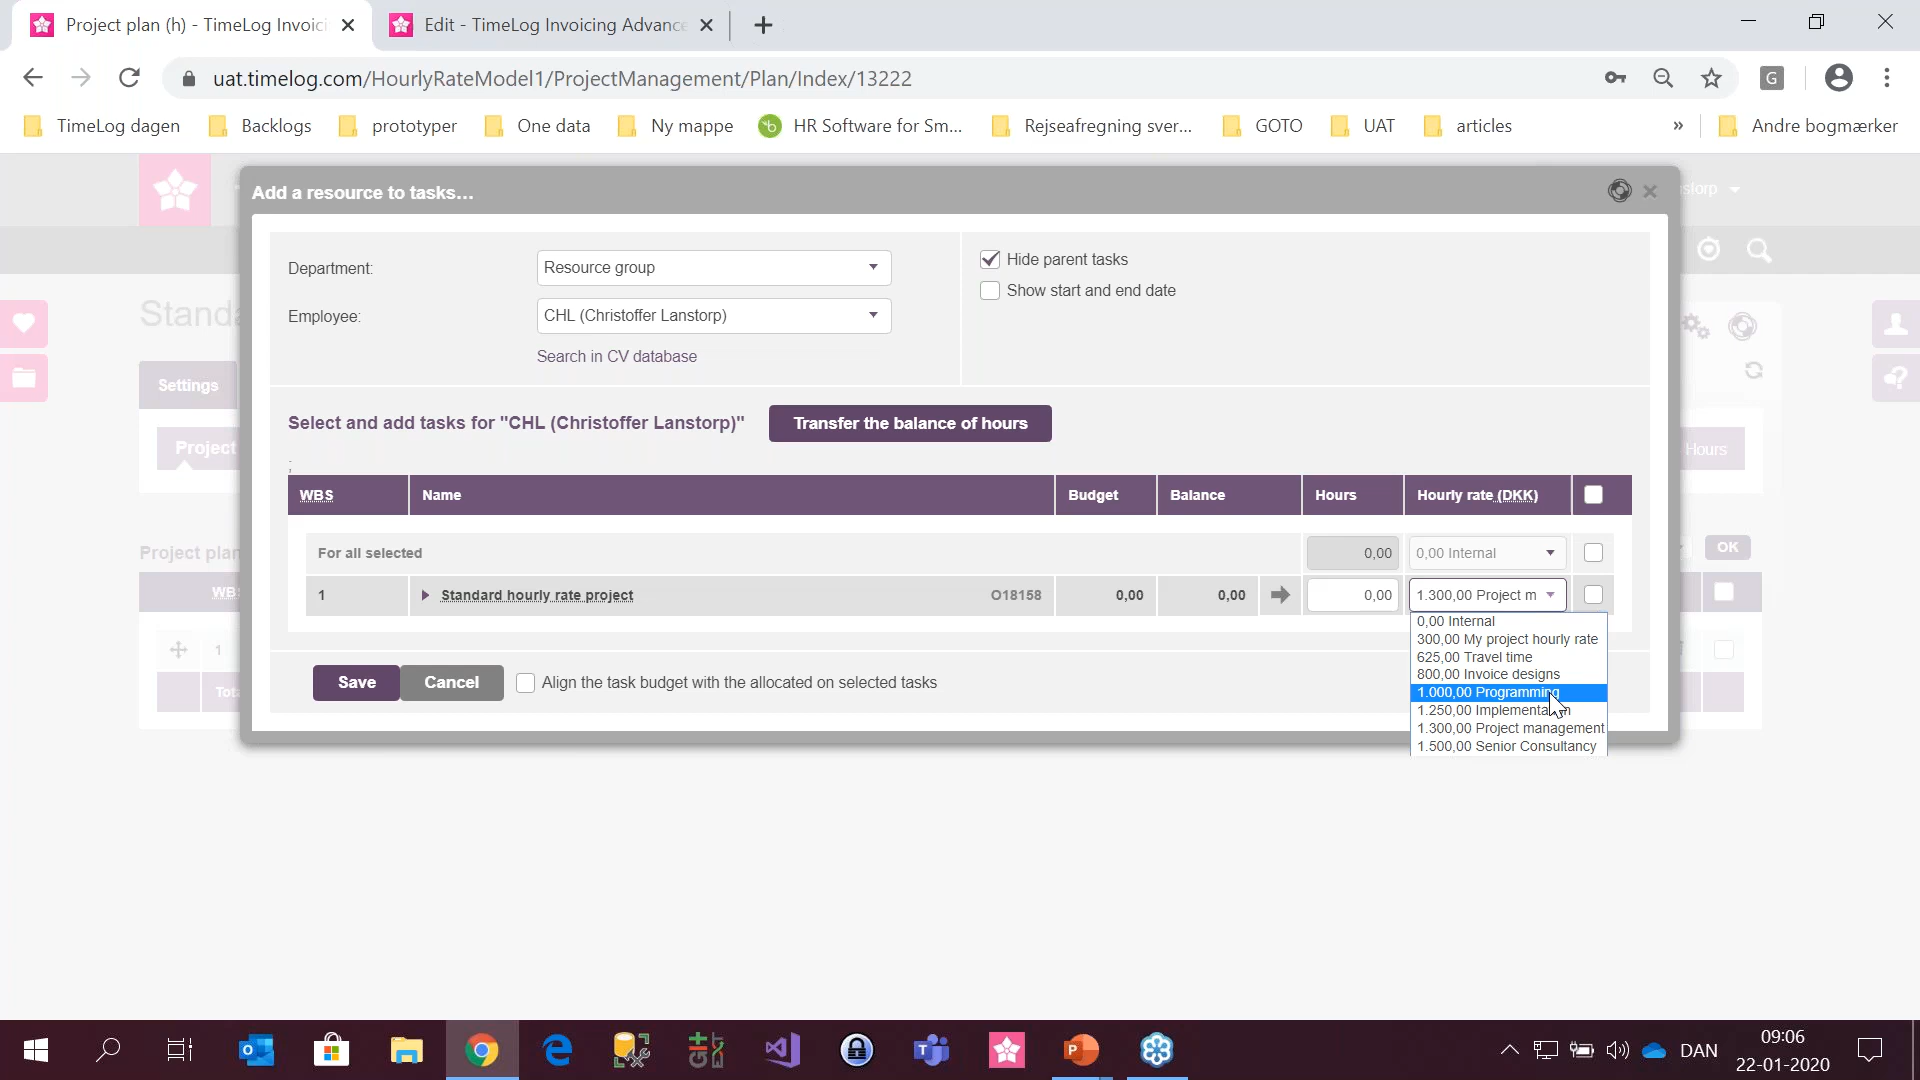 Project plan (h) - TimeLog Invoici
Edit - TimeLog Invoicing Advance
uat.timelog.com/HourlyRateModel1/ProjectManagement/Plan/Index/13222
G
TimeLog dagen
Backlogs
prototyper
One data
Ny mappe
HR Software for Sm...
Rejseafregning sver...
GOTO
UAT
articles
»
Andre bogmærker
Add a resource to tasks...
slorp
Department:
Resource group
Hide parent tasks
Show start and end date
Employee:
CHL (Christoffer Lanstorp)
Search in CV database
Standa
Settings
Project
Hours
Select and add tasks for "CHL (Christoffer Lanstorp)"
Transfer the balance of hours
;
WBS
Name
Budget
Balance
Hours
Hourly rate (DKK)
Project plan
OK
For all selected
0,00
0,00 Internal
WBS
1
Standard hourly rate project
O18158
0,00
0,00
0,00
1.300,00 Project m
0,00 Internal
300,00 My project hourly rate
625,00 Travel time
800,00 Invoice designs
1.000,00 Programming
1.250,00 Implementa
1.300,00 Project management
1.500,00 Senior Consultancy
1
Tota
Save
Cancel
Align the task budget with the allocated on selected tasks
DAN
09:06
22-01-2020